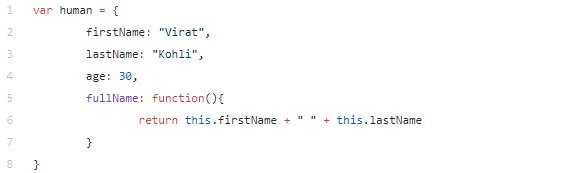 1 var human = {
2 firstName: "Virat",
3 lastName: "Kohli",
4 age: 30,
5 fullName: function(){
6 return this.firstName + " " + this.lastName
7 }
8 }